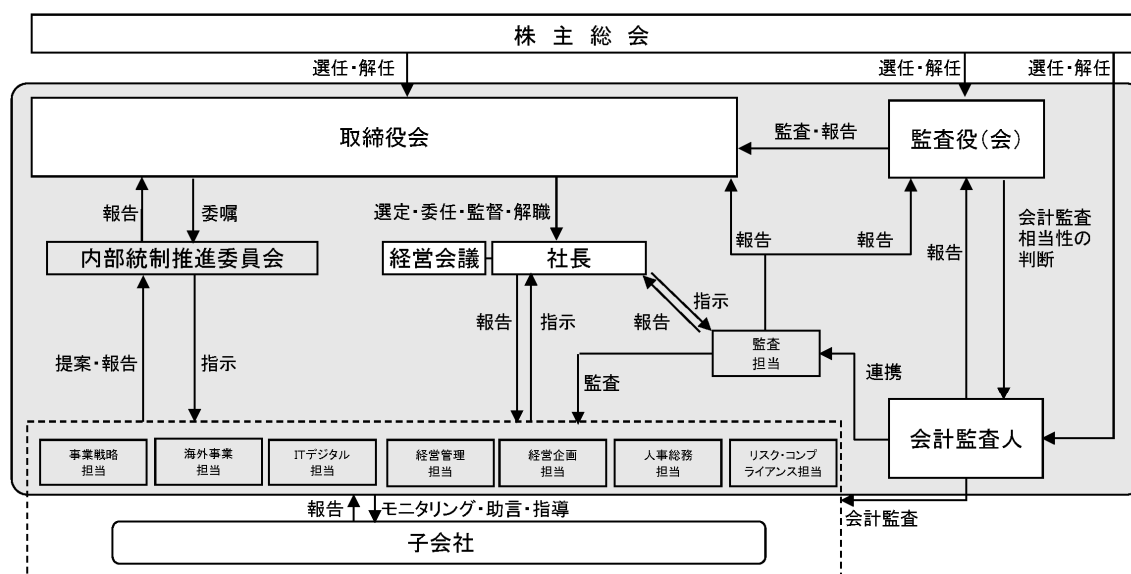 株 主 総 会
選任・解任
選任・解任
選任・解任
取締役会
監査・報告
監査役(会)
報告
委嘱
選定・委任・監督・解職
報告
報告
報告
会計監査
相当性の
判断
内部統制推進委員会
経営会議
社長
提案・報告
指示
報告
指示
報告
指示
監査
担当
監査
連携
会計監査人
事業戦略
担当
海外事業
担当
ITデジタル
担当
経営管理
担当
経営企画
担当
人事総務
担当
リスク・コンプ
ライアンス担当
報告
モニタリング・助言・指導
会計監査
子会社